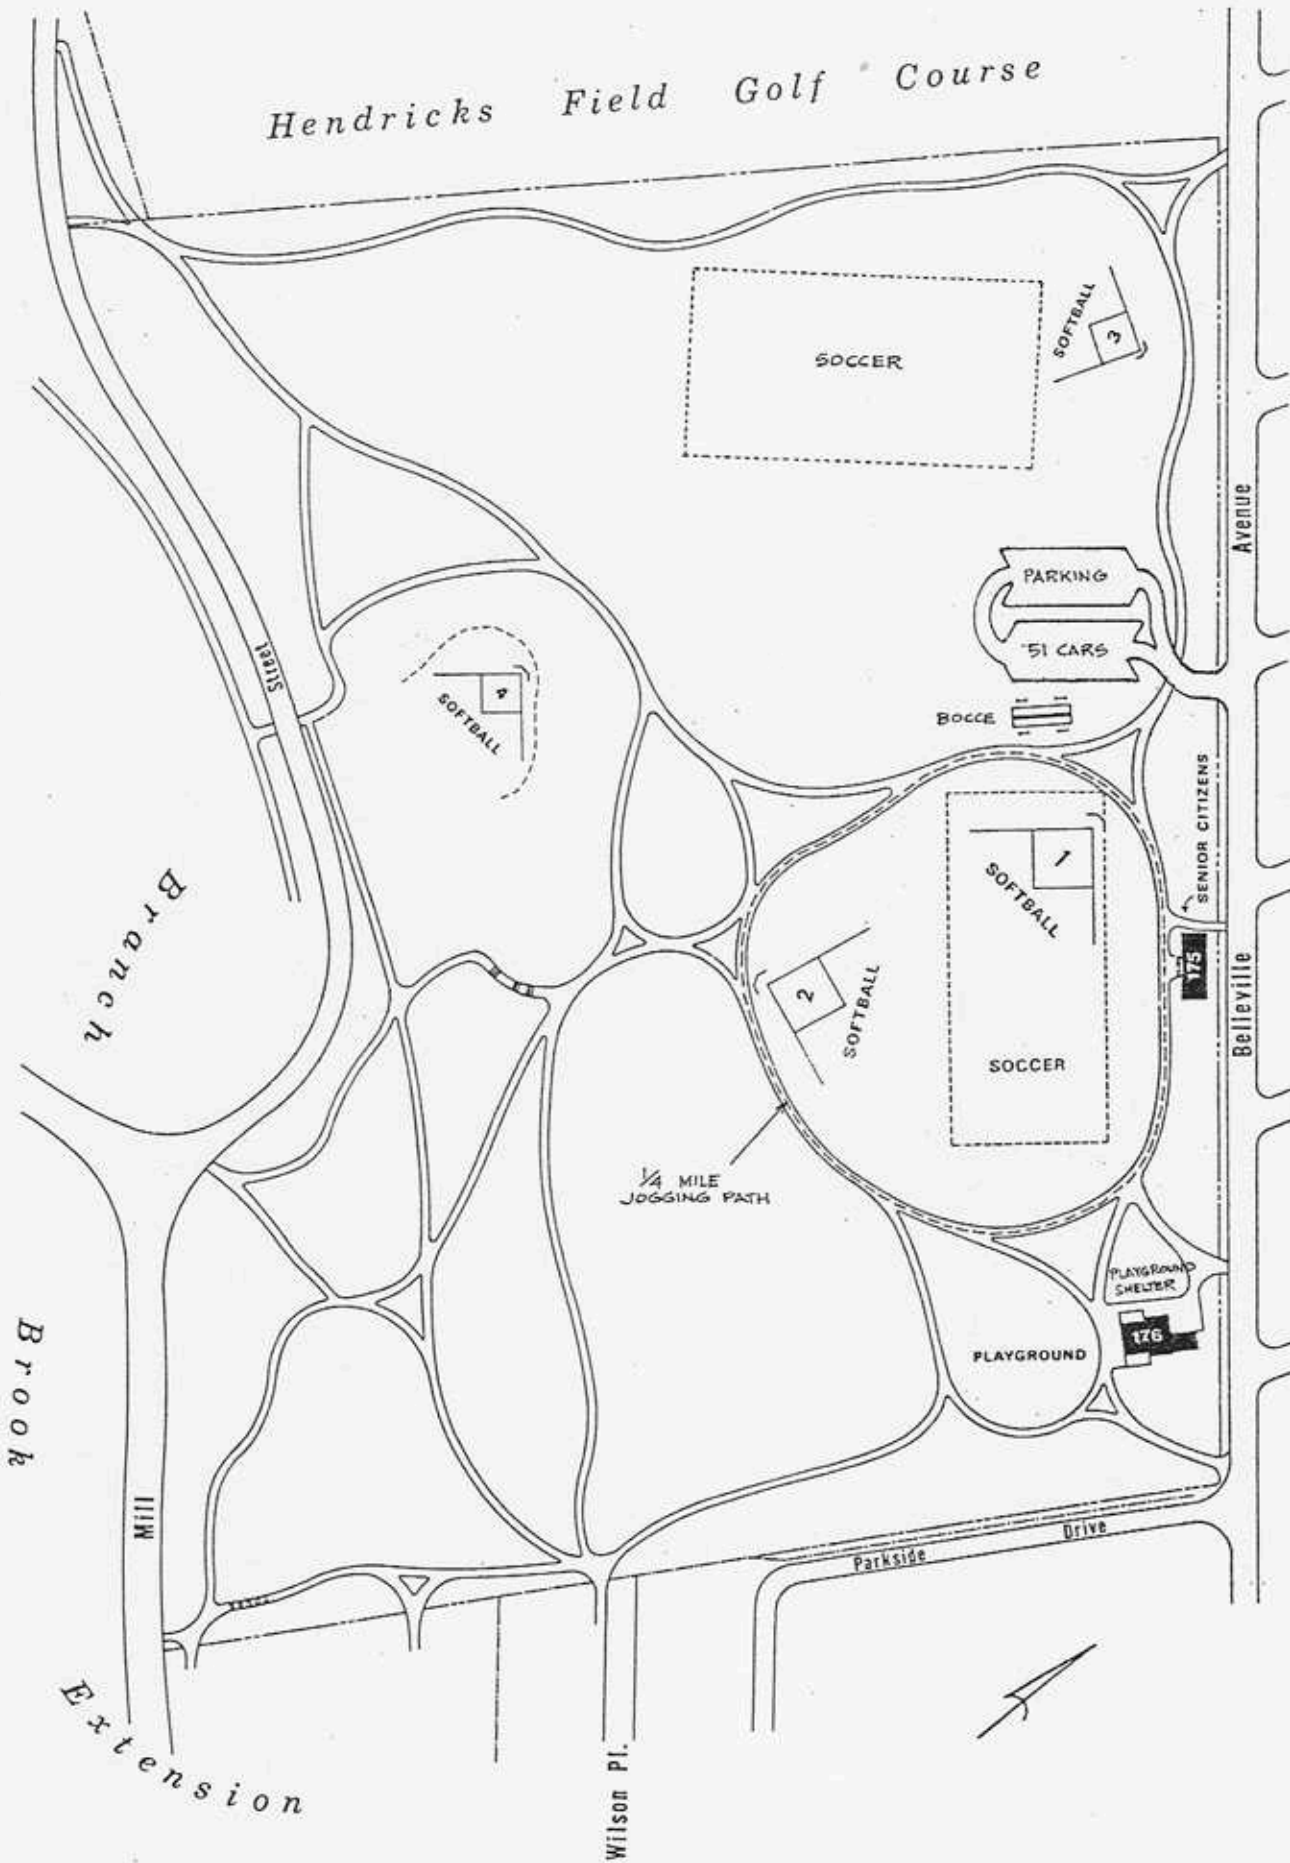 Hendricks Field Golf Course
SOCCER
SOFTBALL
3
Avenue
PARKING
51 CARS
BOCCE
Street
4
SOFTBALL
SENIOR CITIZENS
1
SOFTBALL
175
Belleville
2
SOFTBALL
SOCCER
Branch
1/4 MILE
JOGGING PATH
PLAYGROUND
SHELTER
176
PLAYGROUND
Brook
Mill
Parkside Drive
Extension
Wilson Pl.